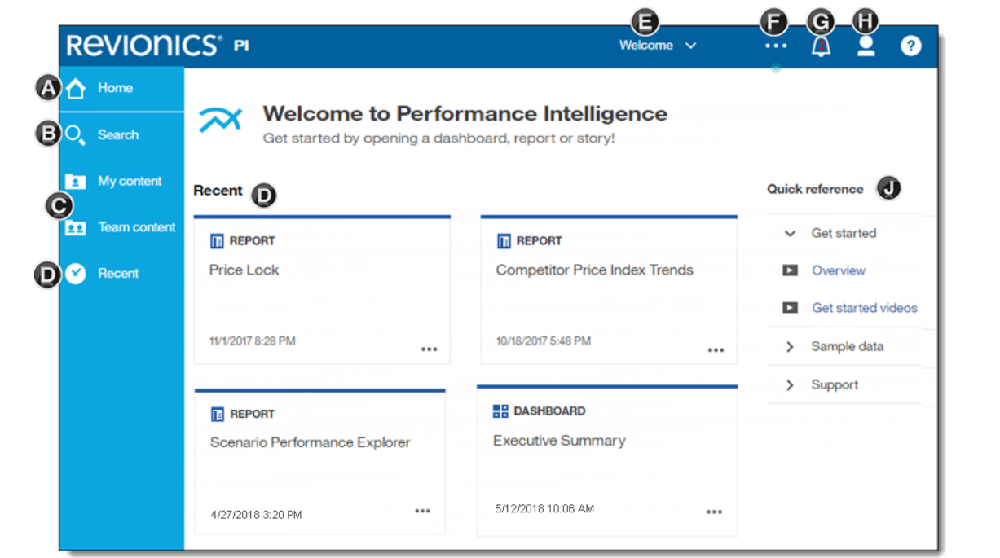 E F G H
REVIONICS® PI Welcome ?
A Home
B Search
My content
C
Team content
D Recent
Welcome to Performance Intelligence
Get started by opening a dashboard, report or story!
Recent D
REPORT
Price Lock
11/1/2017 8:28 PM
REPORT
Competitor Price Index Trends
10/18/2017 5:48 PM
REPORT
Scenario Performance Explorer
4/27/2018 3:20 PM
DASHBOARD
Executive Summary
5/12/2018 10:06 AM
Quick reference J
Get started
Overview
Get started videos
Sample data
Support